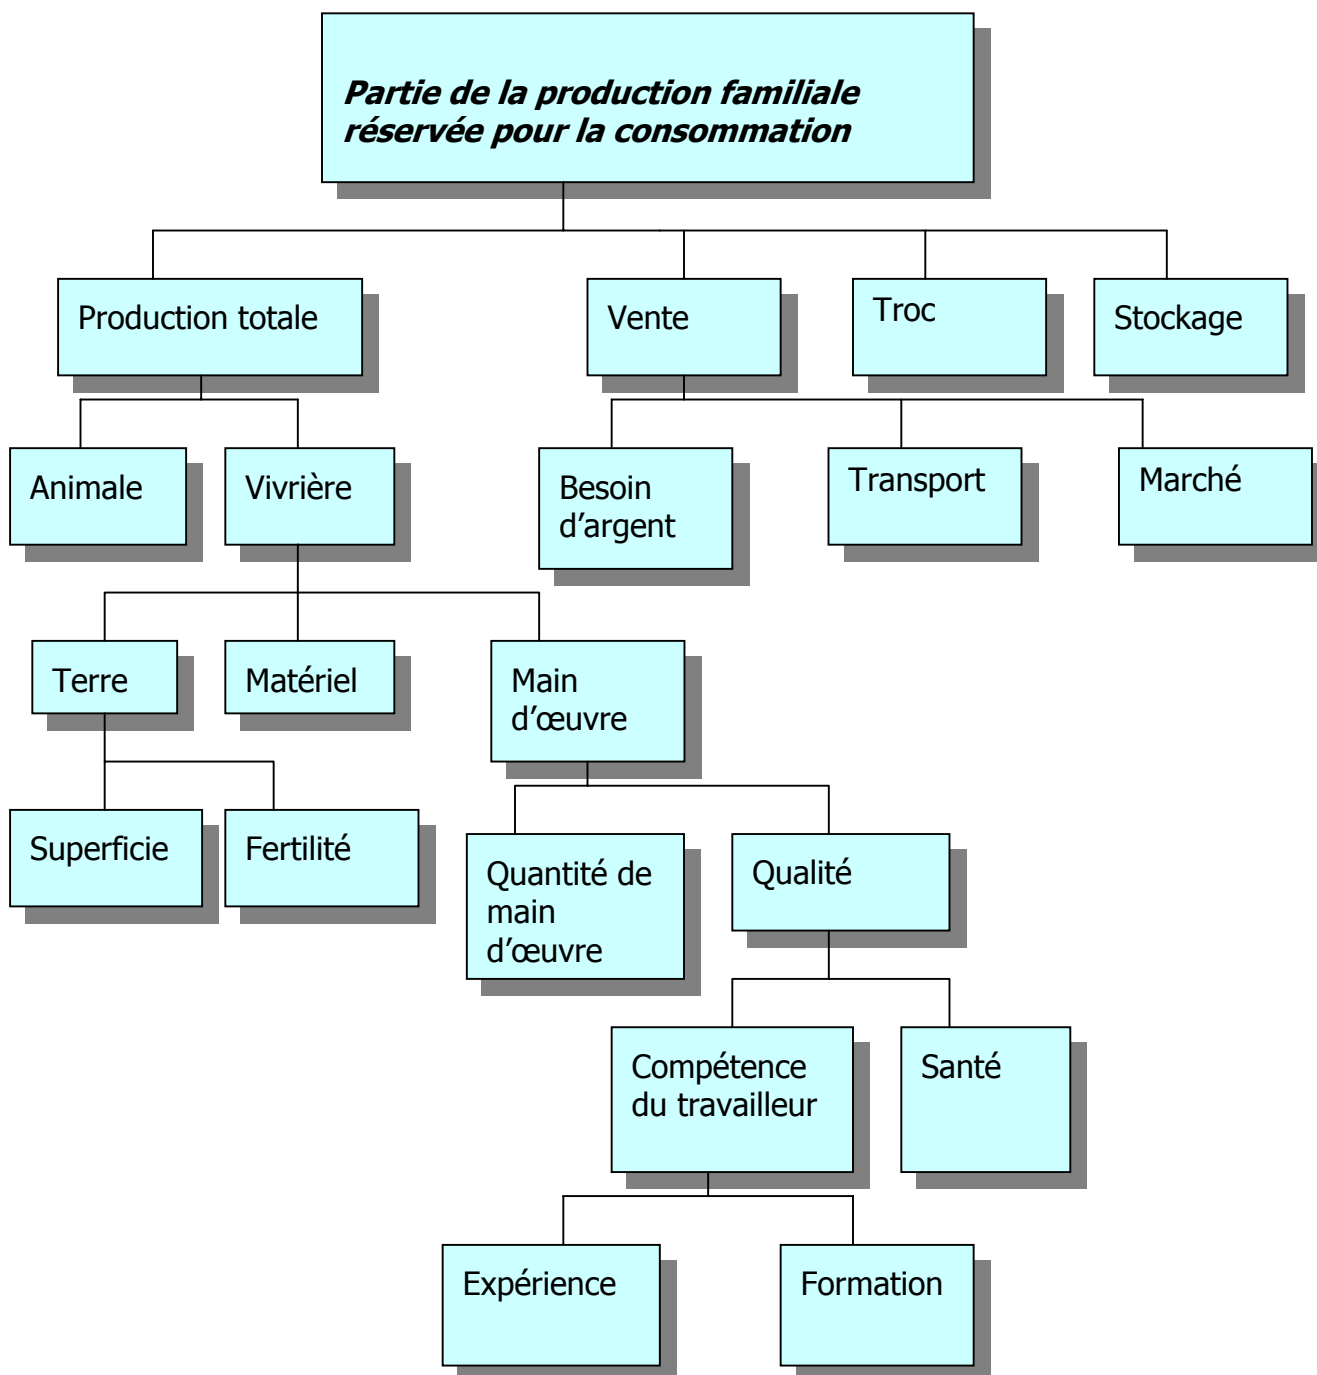 Partie de la production familiale
réservée pour la consommation
Production totale
Vente
Troc
Stockage
Animale
Vivrière
Besoin
d’argent
Transport
Marché
Terre
Matériel
Main
d’œuvre
Superficie
Fertilité
Quantité de
main
d’œuvre
Qualité
Compétence
du travailleur
Santé
Expérience
Formation